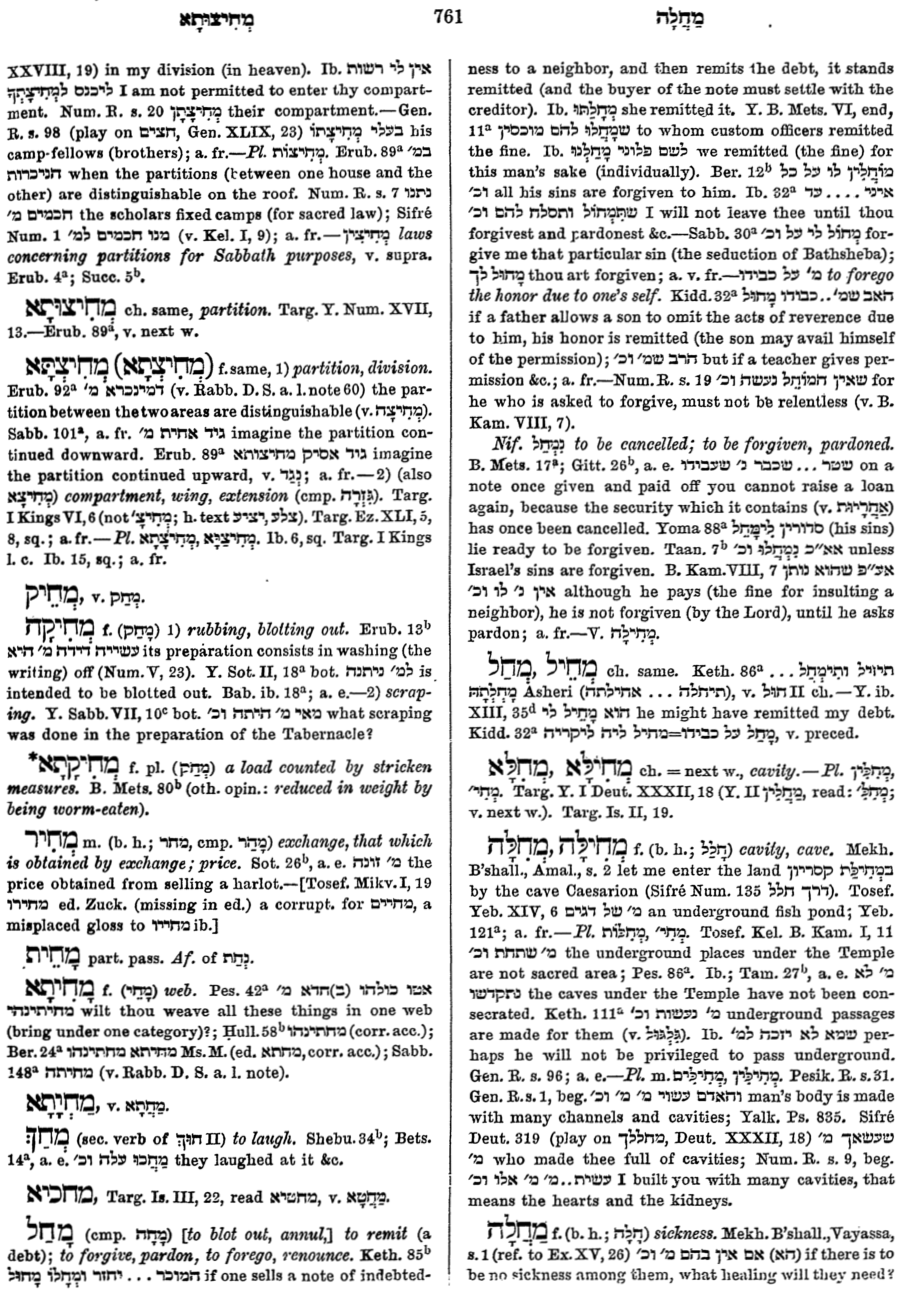 מְחִיצוּתָא
761
מַחֲלָה
XXVIII, 19) in my division (in heaven). Ib. אין לי רשות
ליכנס לִמְחִיצָתְךָ I am not permitted to enter thy compart-
ment. Num. R. s. 20 מְחִיצָתָן their compartment.—Gen.
R. s. 98 (play on חצים, Gen. XLIX, 23) בעלי מְחִיצָתוֹ his
camp-fellows (brothers); a. fr.—Pl. מְחִיצוֹת. Erub. 89ᵃ במ׳
הניכרות when the partitions (between one house and the
other) are distinguishable on the roof. Num. R. s. 7 נתנו
חכמים מ׳ the scholars fixed camps (for sacred law); Sifré
Num. 1 מנו חכמים למ׳ (v. Kel. I, 9); a. fr.—מְחִיצִין laws
concerning partitions for Sabbath purposes, v. supra.
Erub. 4ᵃ; Succ. 5ᵇ.
מְחִיצוּתָא ch. same, partition. Targ. Y. Num. XVII,
13.—Erub. 89ᵃ, v. next w.
מְחִיצְתָּא (מְחִיצְתָא) f. same, 1) partition, division.
Erub. 92ᵃ דמינכרא מ׳ (v. Rabb. D. S. a. l. note 60) the par-
tition between the two areas are distinguishable (v. מְחִיצָה).
Sabb. 101ᵃ, a. fr. גיד אחית מ׳ imagine the partition con-
tinued downward. Erub. 89ᵃ גיד אסיק מחיצותא imagine
the partition continued upward, v. נְגַד; a. fr.—2) (also
מְחִיצָא) compartment, wing, extension (cmp. גִּזְרָה). Targ.
I Kings VI, 6 (not מְחִיצ׳; h. text צלע, יציע). Targ. Ez. XLI, 5,
8, sq.; a. fr.—Pl. מְחִיצַיָּא, מְחִיצָתָא. Ib. 6, sq. Targ. I Kings
l. c. Ib. 15, sq.; a. fr.
מְחֵיק, v. מְחַק.
מְחִיקָה f. (מָחַק) 1) rubbing, blotting out. Erub. 13ᵇ
עשייה דידה מ׳ היא its preparation consists in washing (the
writing) off (Num. V, 23). Y. Sot. II, 18ᵃ bot. למ׳ ניתנה is
intended to be blotted out. Bab. ib. 18ᵃ; a. e.—2) scrap-
ing. Y. Sabb. VII, 10ᶜ bot. מאי מ׳ היתה וכ׳ what scraping
was done in the preparation of the Tabernacle?
*מְחִיקָתָא f. pl. (מָחַק) a load counted by stricken
measures. B. Mets. 80ᵇ (oth. opin.: reduced in weight by
being worm-eaten).
מְחִיר m. (b. h.; מחר, cmp. מָהַר) exchange, that which
is obtained by exchange; price. Sot. 26ᵇ, a. e. מ׳ זונה the
price obtained from selling a harlot.—[Tosef. Mikv. I, 19
מחירו ed. Zuck. (missing in ed.) a corrupt. for מחיים, a
misplaced gloss to מחייו ib.]
מָחֵית part. pass. Af. of נְחַת.
מָחִיתָא f. (מְחֵי) web. Pes. 42ᵃ אטו כולהו (ב)חדא מ׳
מחיתינהי wilt thou weave all these things in one web
(bring under one category)?; Ḥull. 58ᵇ מחתינהו (corr. acc.);
Ber. 24ᵃ מחיתא מחתינהו Ms. M. (ed. מחתא, corr. acc.); Sabb.
148ᵃ מחיתה (v. Rabb. D. S. a. l. note).
מַחְיָתָא, v. מַחֲתָא.
מְחַךְ (sec. verb of חוּךְ II) to laugh. Shebu. 34ᵇ; Bets.
14ᵃ, a. e. מַחֲכוּ עלה וכ׳ they laughed at it &c.
מחכיא, Targ. Is. III, 22, read מחטיא, v. מַחֲטָא.
מָחַל (cmp. מָחָה) [to blot out, annul,] to remit (a
debt); to forgive, pardon, to forego, renounce. Keth. 85ᵇ
המוכר ... יחזור וּמְחָלוֹ מָחוּל if one sells a note of indebted-
ness to a neighbor, and then remits the debt, it stands
remitted (and the buyer of the note must settle with the
creditor). Ib. מְחָלַתּוּ she remitted it. Y. B. Mets. VI, end,
11ᵃ שֶׁמָּחֲלוּ להם מוכסין to whom custom officers remitted
the fine. Ib. לשם פלוני מָחַלְנוּ we remitted (the fine) for
this man's sake (individually). Ber. 12ᵇ מוֹחֲלִין לו על כל
וכ׳ all his sins are forgiven to him. Ib. 32ᵃ איני .... עד
שתִּמְחוֹל ותסלח להם וכ׳ I will not leave thee until thou
forgivest and pardonest &c.—Sabb. 30ᵃ מְחוֹל לי על וכ׳ for-
give me that particular sin (the seduction of Bathsheba);
מָחוּל לך thou art forgiven; a. v. fr.—מ׳ על כבידו to forego
the honor due to one's self. Kidd. 32ᵃ האב שמ׳..כבודו מָחוּל
if a father allows a son to omit the acts of reverence due
to him, his honor is remitted (the son may avail himself
of the permission); הרב שמ׳ וכ׳ but if a teacher gives per-
mission &c.; a. fr.—Num. R. s. 19 שאין המוֹחֵל נעשה וכ׳ for
he who is asked to forgive, must not be relentless (v. B.
Kam. VIII, 7).
Nif. נִמְחַל to be cancelled; to be forgiven, pardoned.
B. Mets. 17ᵃ; Gitt. 26ᵇ, a. e. שטר ... שכבר נ׳ שעבידו on a
note once given and paid off you cannot raise a loan
again, because the security which it contains (v. אַחֲרָיוּת)
has once been cancelled. Yoma 88ᵃ סדורין לִימָּחֵל (his sins)
lie ready to be forgiven. Taan. 7ᵇ אא״כ נִמְחֲלוּ וכ׳ unless
Israel's sins are forgiven. B. Kam. VIII, 7 אע״פ שהוא נותן
אין נ׳ לו וכ׳ although he pays (the fine for insulting a
neighbor), he is not forgiven (by the Lord), until he asks
pardon; a. fr.—V. מְחִילָה.
מְחַל, מְחֵיל ch. same. Keth. 86ᵃ תיזיל ותימְחַל ...
מְחָלְתָּהּ Asheri (תיחלה ... אחילתה), v. חוּל II ch.—Y. ib.
XIII, 35ᵈ הוא מָחֵיל לי he might have remitted my debt.
Kidd. 32ᵃ מְחַל על כבידו=מחיל ליה ליקריה, v. preced.
מְחִילָא, מְחִלָּא ch. = next w., cavity.—Pl. מְחִלִּין,
מְחִי׳. Targ. Y. I Deut. XXXII, 18 (Y. II מַחֲלִין, read: מְחִלִּ׳;
v. next w.). Targ. Is. II, 19.
מְחִילָה, מְחִלָּה f. (b. h.; חָלַל) cavity, cave. Mekh.
B'shall., Amal., s. 2 let me enter the land במְחִילַּת קסריון
by the cave Caesarion (Sifré Num. 135 דרך חלל). Tosef.
Yeb. XIV, 6 מ׳ של דגים an underground fish pond; Yeb.
121ᵃ; a. fr.—Pl. מְחִי׳, מְחִלּוֹת. Tosef. Kel. B. Kam. I, 11
מ׳ שתחת וכ׳ the underground places under the Temple
are not sacred area; Pes. 86ᵃ. Ib.; Tam. 27ᵇ, a. e. מ׳ לא
נתקדשו the caves under the Temple have not been con-
secrated. Keth. 111ᵃ מ׳ נעשות וכ׳ underground passages
are made for them (v. גִּלְגּוּל). Ib. שמא לא יזכה למ׳ per-
haps he will not be privileged to pass underground.
Gen. R. s. 96; a. e.—Pl. m. מְחִילִּין, מְחִילִּים. Pesik. R. s. 31.
Gen. R. s. 1, beg. והאדם עשוי מ׳ מ׳ וכ׳ man's body is made
with many channels and cavities; Yalk. Ps. 835. Sifré
Deut. 319 (play on מחללך, Deut. XXXII, 18) שעשאך מ׳
מ׳ who made thee full of cavities; Num. R. s. 9, beg.
עשית..מ׳ מ׳ אלו וכ׳ I built you with many cavities, that
means the hearts and the kidneys.
מַחֲלָה f. (b. h.; חָלָה) sickness. Mekh. B'shall., Vayassa,
s. 1 (ref. to Ex. XV, 26) (הא) אם אין בהם מ׳ וכ׳ if there is to
be no sickness among them, what healing will they need?